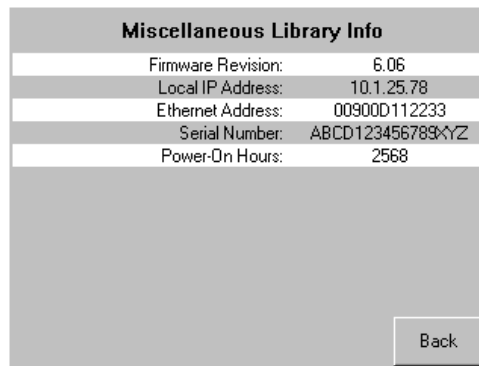 Miscellaneous Library Info
Firmware Revision: 6.06
Local IP Address: 10.1.25.78
Ethernet Address: 00900D112233
Serial Number: ABCD123456789XYZ
Power-On Hours: 2568
Back